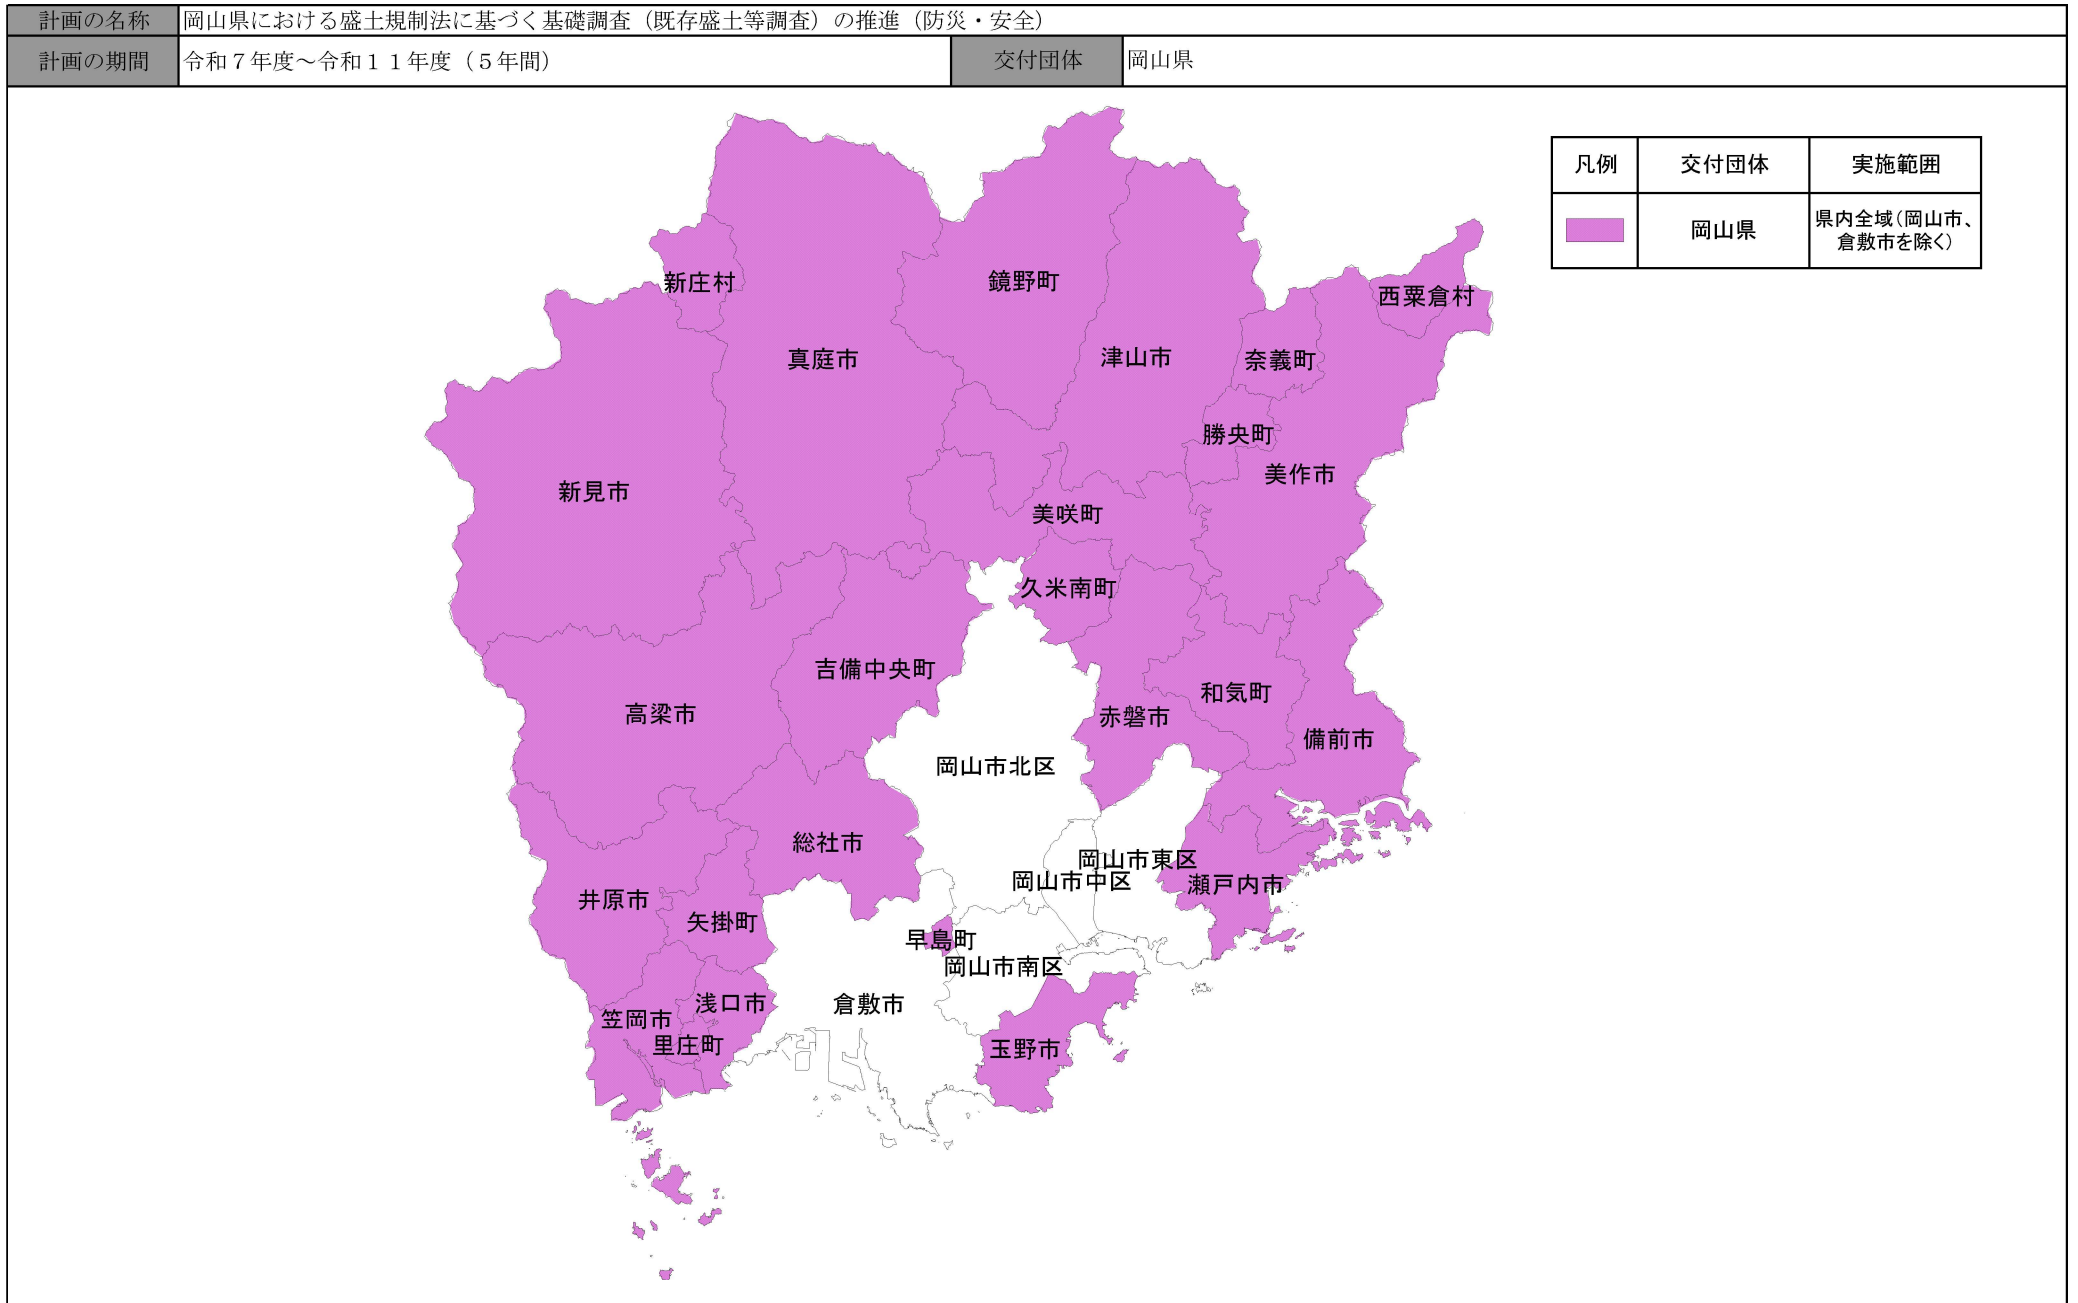 計画の名称 岡山県における盛土規制法に基づく基礎調査（既存盛土等調査）の推進（防災・安全）
計画の期間 令和７年度～令和１１年度（５年間） 交付団体 岡山県
凡例 交付団体 実施範囲
岡山県 県内全域（岡山市、
倉敷市を除く）
新庄村
鏡野町
西粟倉村
真庭市
津山市
奈義町
勝央町
美作市
新見市
美咲町
久米南町
吉備中央町
和気町
高梁市
赤磐市
備前市
岡山市北区
総社市
岡山市東区
岡山市中区
瀬戸内市
井原市
矢掛町
早島町
岡山市南区
浅口市
倉敷市
笠岡市
里庄町
玉野市